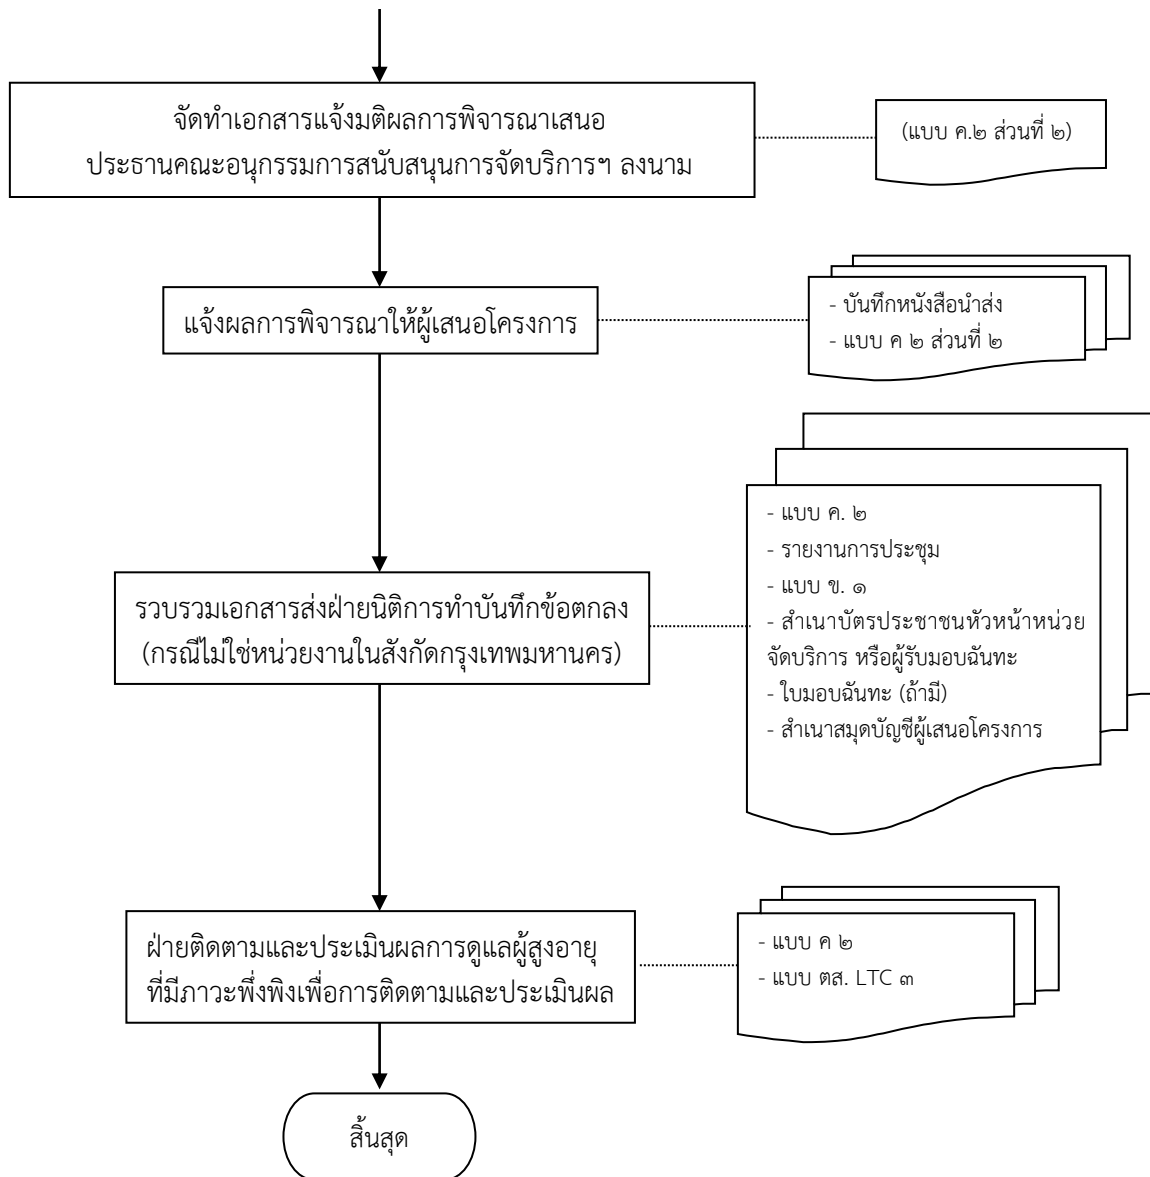 จัดทำเอกสารแจ้งมติผลการพิจารณาเสนอ
ประธานคณะอนุกรรมการสนับสนุนการจัดบริการฯ ลงนาม
(แบบ ค.๒ ส่วนที่ ๒)
แจ้งผลการพิจารณาให้ผู้เสนอโครงการ
- บันทึกหนังสือนำส่ง
- แบบ ค ๒ ส่วนที่ ๒
รวบรวมเอกสารส่งฝ่ายนิติการทำบันทึกข้อตกลง
(กรณีไม่ใช่หน่วยงานในสังกัดกรุงเทพมหานคร)
- แบบ ค. ๒
- รายงานการประชุม
- แบบ ข. ๑
- สำเนาบัตรประชาชนหัวหน้าหน่วย
จัดบริการ หรือผู้รับมอบฉันทะ
- ใบมอบฉันทะ (ถ้ามี)
- สำเนาสมุดบัญชีผู้เสนอโครงการ
ฝ่ายติดตามและประเมินผลการดูแลผู้สูงอายุ
ที่มีภาวะพึ่งพิงเพื่อการติดตามและประเมินผล
- แบบ ค ๒
- แบบ ตส. LTC ๓
สิ้นสุด